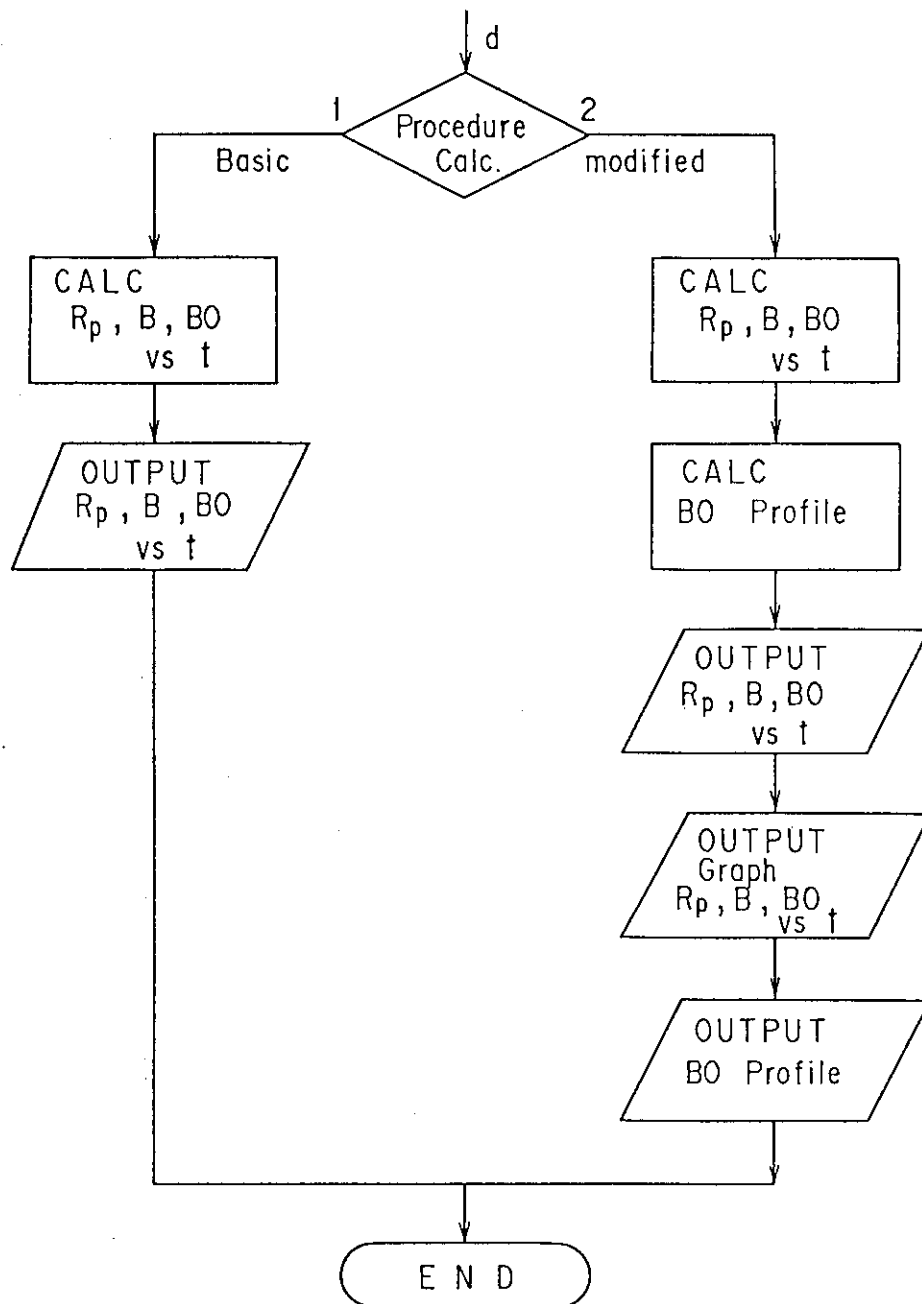 d
1
2
Procedure
Calc.
Basic
modified
CALC
Rp, B, BO
vs t
OUTPUT
Rp, B, BO
vs t
CALC
Rp, B, BO
vs t
CALC
BO Profile
OUTPUT
Rp, B, BO
vs t
OUTPUT
Graph
Rp, B, BO
vs t
OUTPUT
BO Profile
END